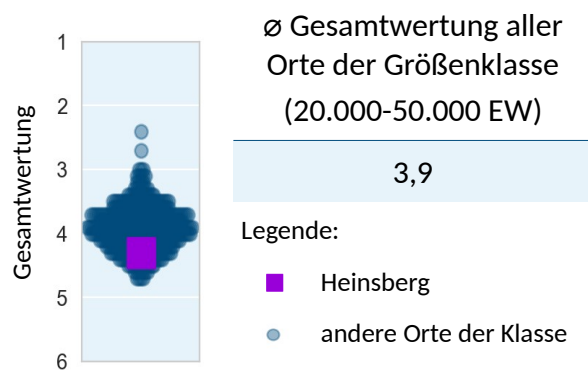 1
2
3
4
5
6
Gesamtwertung
⌀ Gesamtwertung aller
Orte der Größenklasse
(20.000-50.000 EW)
3,9
Legende:
Heinsberg
andere Orte der Klasse